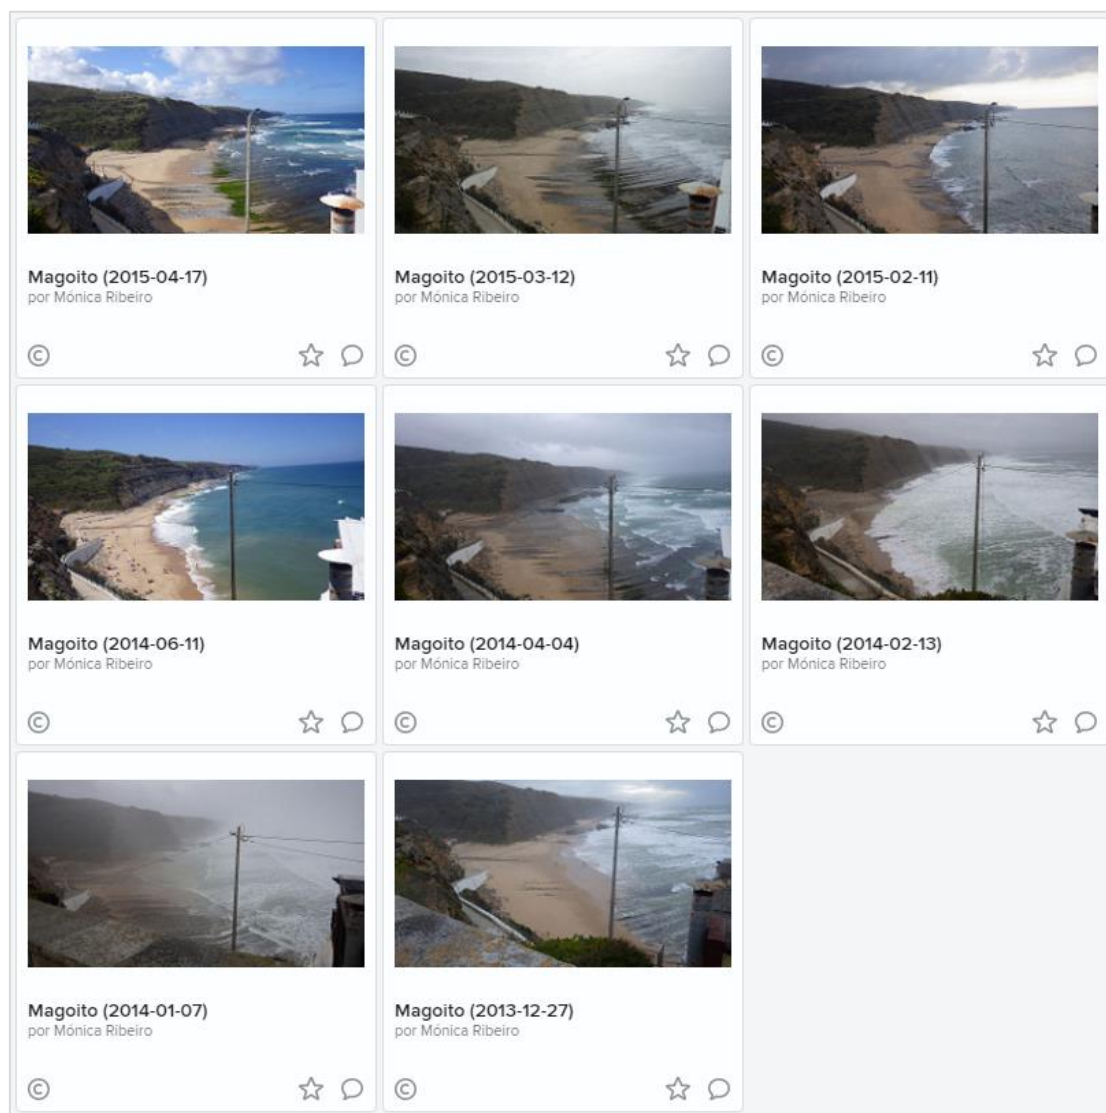 Magoito (2015-04-17)
por Mónica Ribeiro
Magoito (2015-03-12)
por Mónica Ribeiro
Magoito (2015-02-11)
por Mónica Ribeiro
Magoito (2014-06-11)
por Mónica Ribeiro
Magoito (2014-04-04)
por Mónica Ribeiro
Magoito (2014-02-13)
por Mónica Ribeiro
Magoito (2014-01-07)
por Mónica Ribeiro
Magoito (2013-12-27)
por Mónica Ribeiro